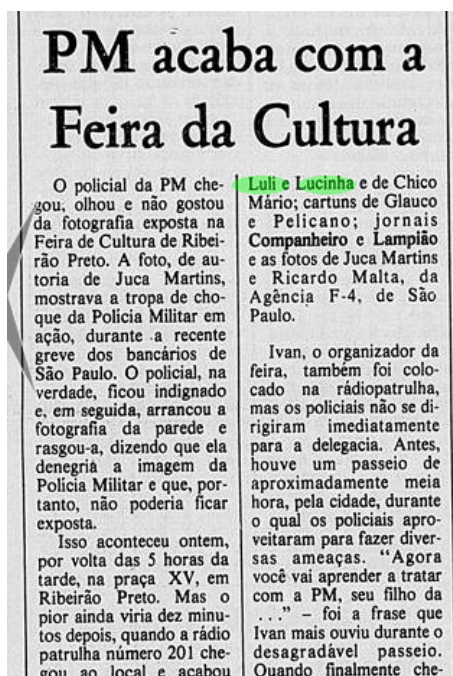 PM acaba com a
Feira da Cultura
O policial da PM che-
gou, olhou e não gostou
da fotografia exposta na
Feira de Cultura de Ribei-
rão Preto. A foto, de au-
toria de Juca Martins,
mostrava a tropa de cho-
que da Polícia Militar em
ação, durante a recente
greve dos bancários de
São Paulo. O policial, na
verdade, ficou indignado
e, em seguida, arrancou a
fotografia da parede e
rasgou-a, dizendo que ela
denegria a imagem da
Polícia Militar e que, por-
tanto, não poderia ficar
exposta.
Isso aconteceu ontem,
por volta das 5 horas da
tarde, na praça XV, em
Ribeirão Preto. Mas o
pior ainda viria dez minu-
tos depois, quando a rádio
patrulha número 201 che-
gou ao local e acabou
Luli e Lucinha e de Chico
Mário; cartuns de Glauco
e Pelicano; jornais
Companheiro e Lampião
e as fotos de Juca Martins
e Ricardo Malta, da
Agência F-4, de São
Paulo.
Ivan, o organizador da
feira, também foi colo-
cado na rádiopatrulha,
mas os policiais não se di-
rigiram imediatamente
para a delegacia. Antes,
houve um passeio de
aproximadamente meia
hora, pela cidade, durante
o qual os policiais apro-
veitaram para fazer diver-
sas ameaças. "Agora
você vai aprender a tratar
com a PM, seu filho da
..." – foi a frase que
Ivan mais ouviu durante o
desagradável passeio.
Quando finalmente che-